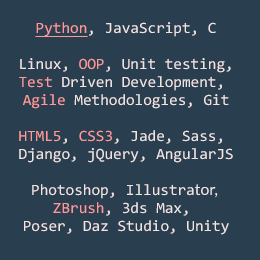 Python, JavaScript, C
Linux, OOP, Unit testing,
Test Driven Development,
Agile Methodologies, Git
HTML5, CSS3, Jade, Sass,
Django, jQuery, AngularJS
Photoshop, Illustrator,
ZBrush, 3ds Max,
Poser, Daz Studio, Unity